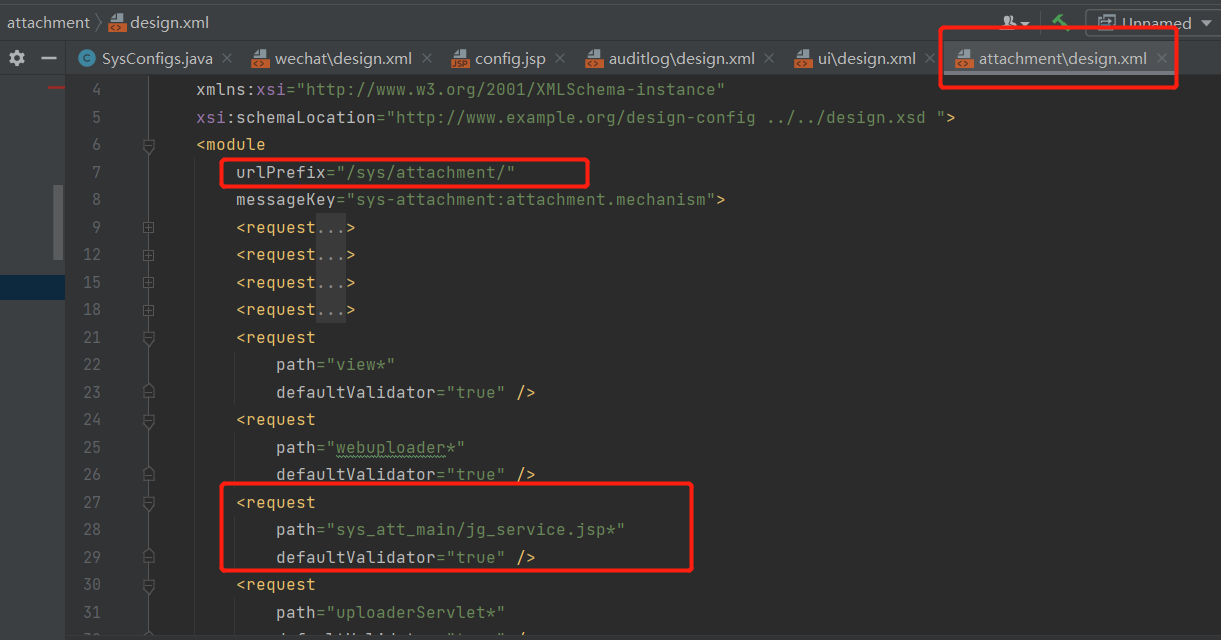 attachment design.xml Unnamed
SysConfigs.java wechat\design.xml config.jsp auditlog\design.xml ui\design.xml attachment\design.xml
4 xmlns:xsi="http://www.w3.org/2001/XMLSchema-instance"
5 xsi:schemaLocation="http://www.example.org/design-config ../../design.xsd ">
6 <module
7 urlPrefix="/sys/attachment/"
8 messageKey="sys-attachment:attachment.mechanism">
9 <request...>
12 <request...>
15 <request...>
18 <request...>
21 <request
22 path="view*"
23 defaultValidator="true" />
24 <request
25 path="webuploader*"
26 defaultValidator="true" />
27 <request
28 path="sys_att_main/jg_service.jsp*"
29 defaultValidator="true" />
30 <request
31 path="uploaderServlet*"